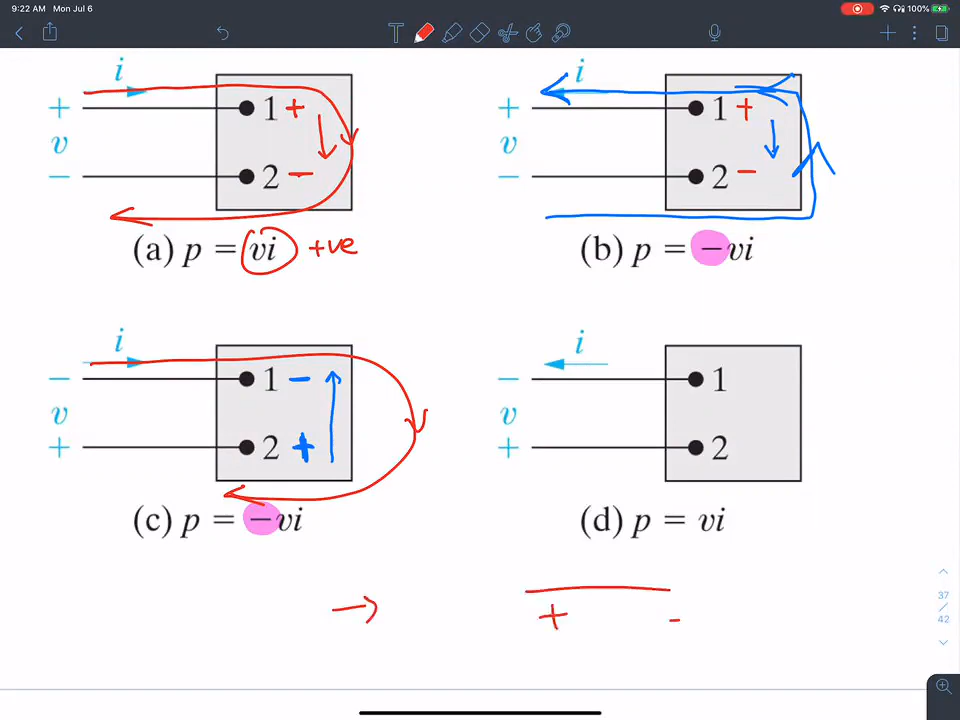 9:22 AM Mon Jul 6
100%
T
i
i
+ 1 +
+ 1 +
v
v
− 2 −
− 2 −
(a) p = vi +ve
(b) p = −vi
i
i
− 1 −
− 1
v
v
+ 2 +
+ 2
(c) p = −vi
(d) p = vi
→ + -
37
/
42